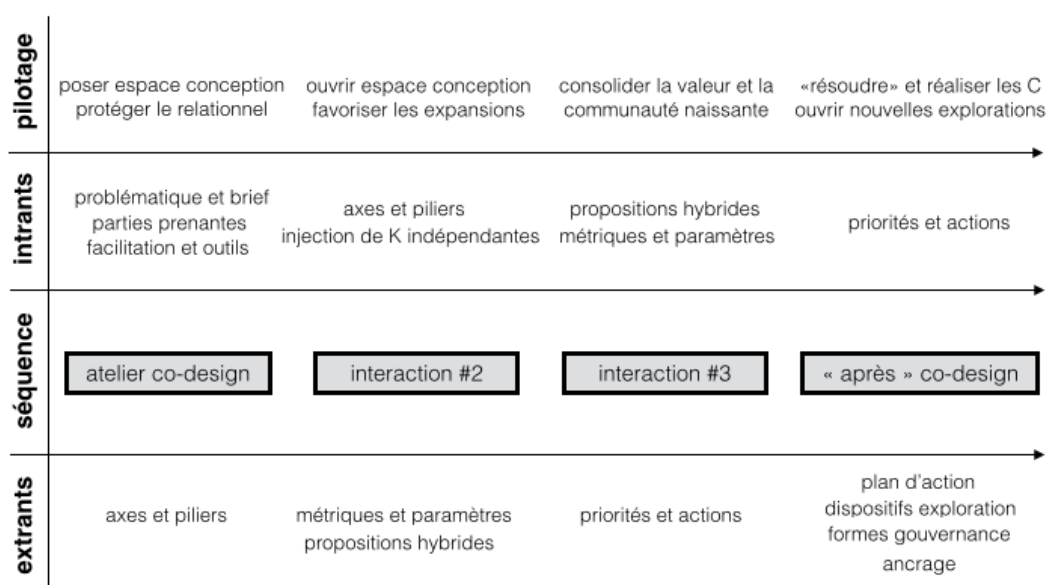 pilotage
poser espace conception
protéger le relationnel
ouvrir espace conception
favoriser les expansions
consolider la valeur et la
communauté naissante
«résoudre» et réaliser les C
ouvrir nouvelles explorations
intrants
problématique et brief
parties prenantes
facilitation et outils
axes et piliers
injection de K indépendantes
propositions hybrides
métriques et paramètres
priorités et actions
séquence
atelier co-design
interaction #2
interaction #3
« après » co-design
extrants
axes et piliers
métriques et paramètres
propositions hybrides
priorités et actions
plan d'action
dispositifs exploration
formes gouvernance
ancrage